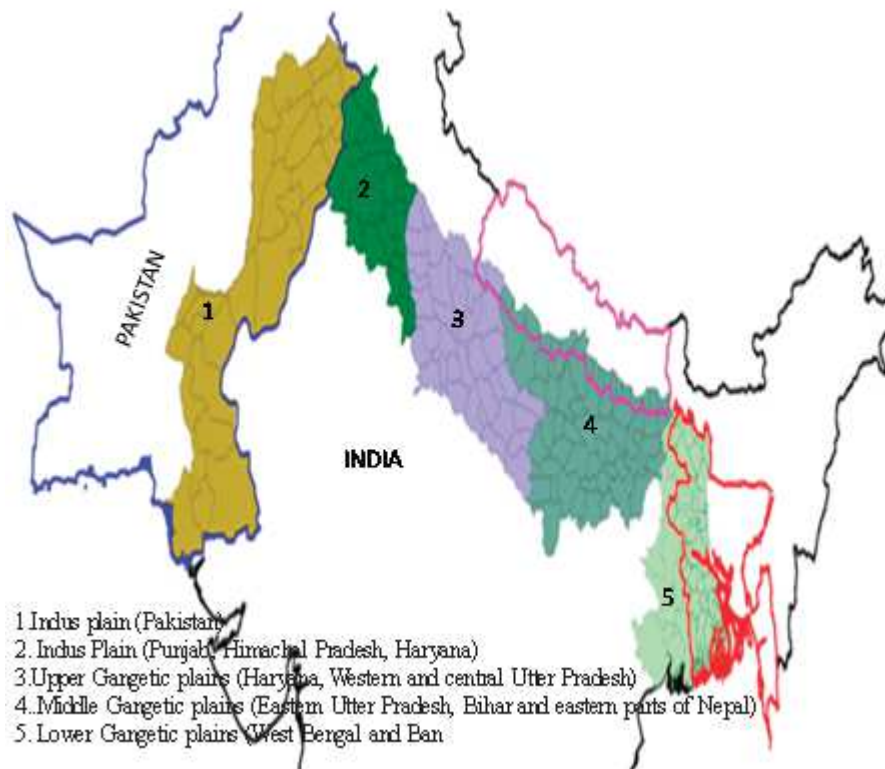 2
1
PAKISTAN
3
4
INDIA
5
1.Indus plain (Pakistan)
2. Indus Plain (Punjab, Himachal Pradesh, Haryana)
3.Upper Gangetic plains (Haryana, Western and central Utter Pradesh)
4..Middle Gangetic plains (Eastern Utter Pradesh, Bihar and eastern parts of Nepal)
5. Lower Gangetic plains (West Bengal and Ban